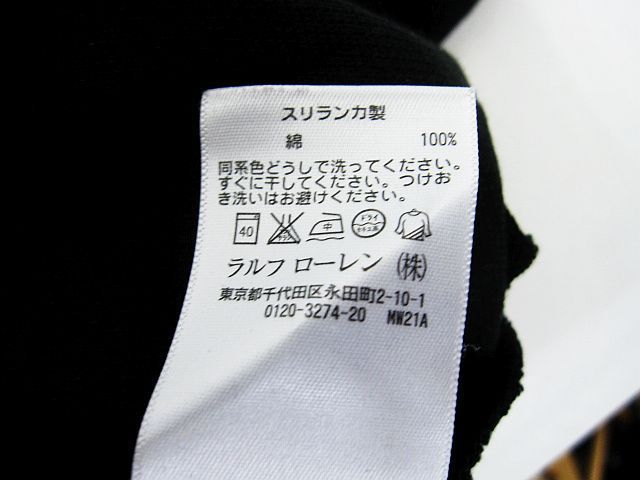 スリランカ製
綿 100%
同系色どうしで洗ってください。
すぐに干してください。つけお
き洗いはお避けください。
40 中 ドライ セキユ系
ラルフ ローレン (株)
東京都千代田区永田町2-10-1
0120-3274-20 MW21A